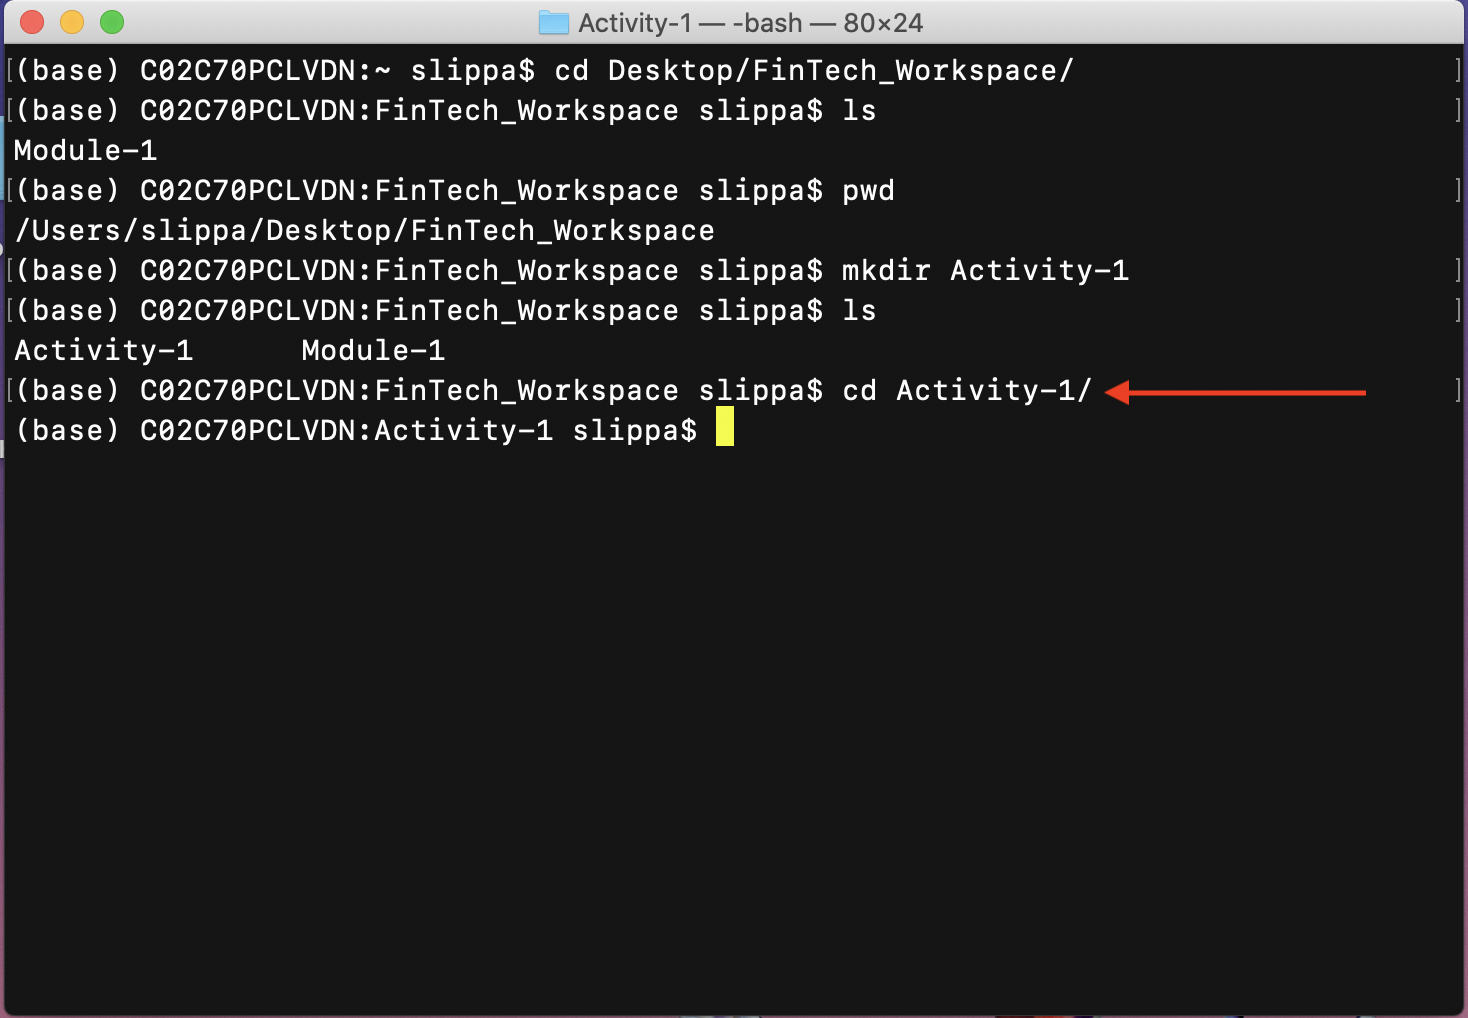 Activity-1 — -bash — 80×24
[(base) C02C70PCLVDN:~ slippa$ cd Desktop/FinTech_Workspace/ ]
[(base) C02C70PCLVDN:FinTech_Workspace slippa$ ls ]
Module-1
[(base) C02C70PCLVDN:FinTech_Workspace slippa$ pwd ]
/Users/slippa/Desktop/FinTech_Workspace
[(base) C02C70PCLVDN:FinTech_Workspace slippa$ mkdir Activity-1 ]
[(base) C02C70PCLVDN:FinTech_Workspace slippa$ ls ]
Activity-1 Module-1
[(base) C02C70PCLVDN:FinTech_Workspace slippa$ cd Activity-1/ ]
(base) C02C70PCLVDN:Activity-1 slippa$